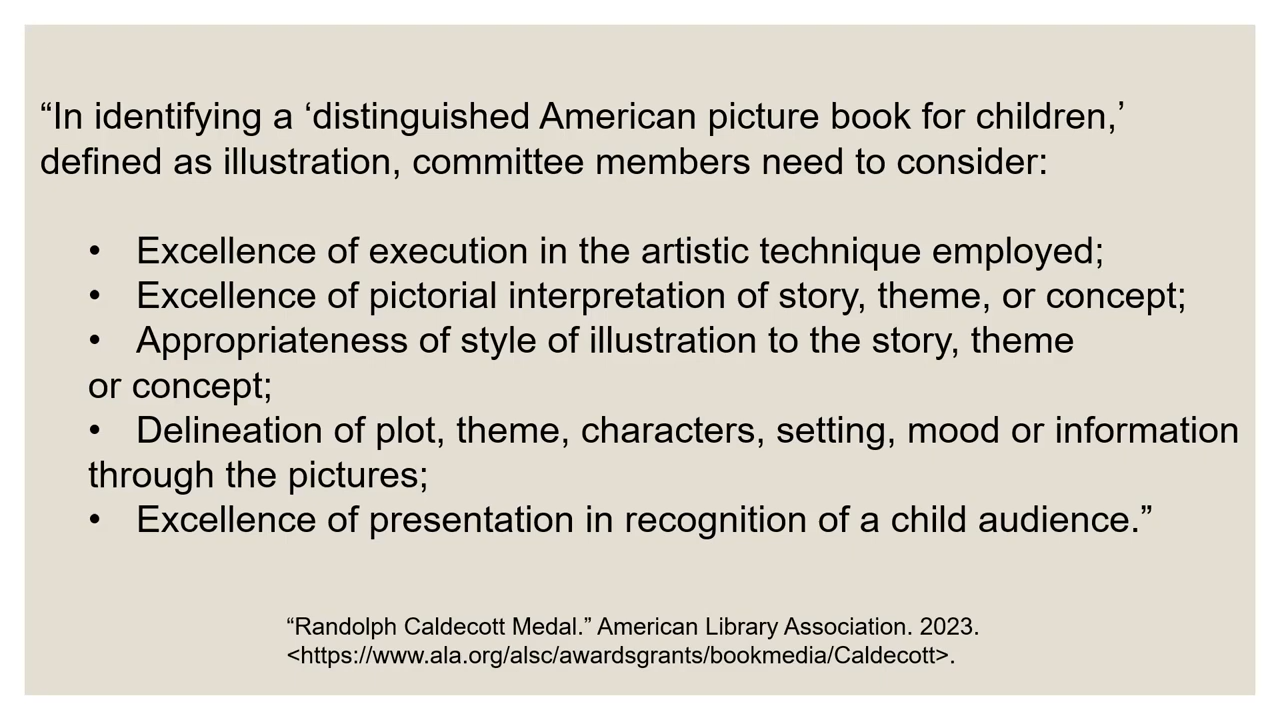 “In identifying a ‘distinguished American picture book for children,’
defined as illustration, committee members need to consider:
• Excellence of execution in the artistic technique employed;
• Excellence of pictorial interpretation of story, theme, or concept;
• Appropriateness of style of illustration to the story, theme
or concept;
• Delineation of plot, theme, characters, setting, mood or information
through the pictures;
• Excellence of presentation in recognition of a child audience.”
“Randolph Caldecott Medal.” American Library Association. 2023.
<https://www.ala.org/alsc/awardsgrants/bookmedia/Caldecott>.